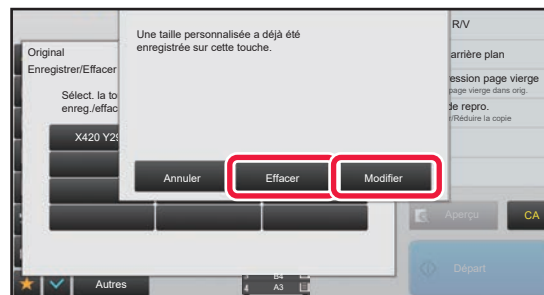 Une taille personnalisée a déjà été
enregistrée sur cette touche.
Annuler
Effacer
Modifier
Original
Enregistrer/Effacer
Sélect. la to
enreg./effac
X420 Y29
R/V
arrière plan
ession page vierge
page vierge dans orig.
de repro.
r/Réduire la copie
Aperçu
CA
Départ
Autres
B4
4 A3